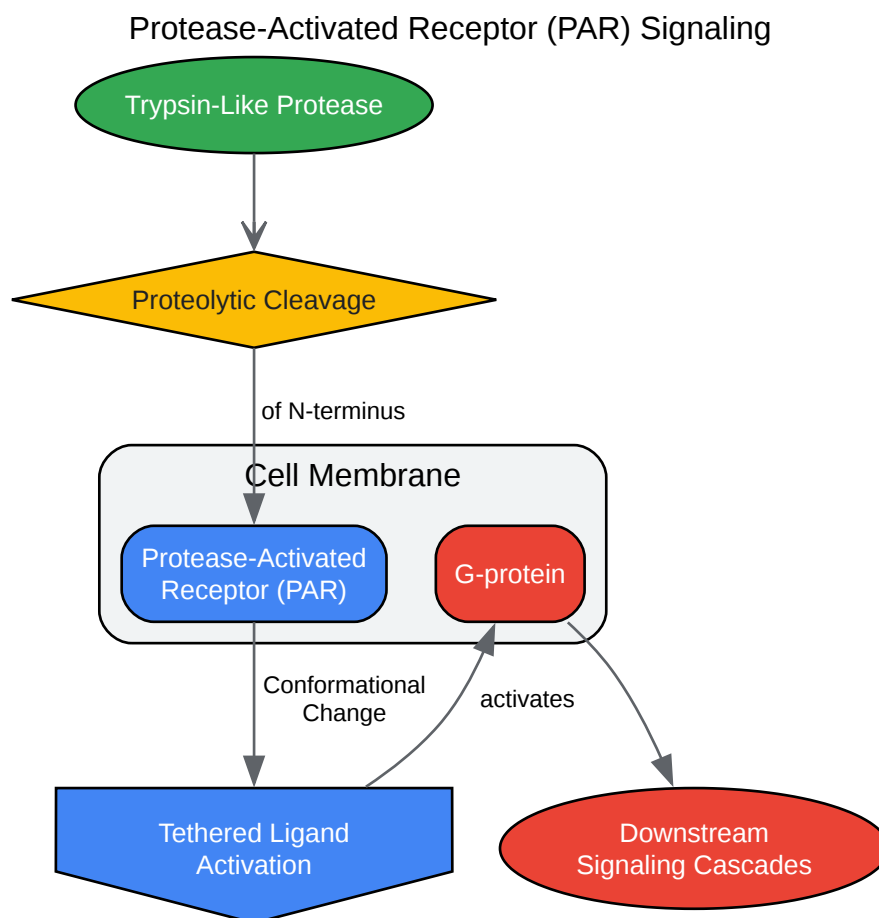 Protease-Activated Receptor (PAR) Signaling
Trypsin-Like Protease
Proteolytic Cleavage
of N-terminus
Cell Membrane
Protease-Activated
Receptor (PAR)
G-protein
Conformational
Change
activates
Tethered Ligand
Activation
Downstream
Signaling Cascades